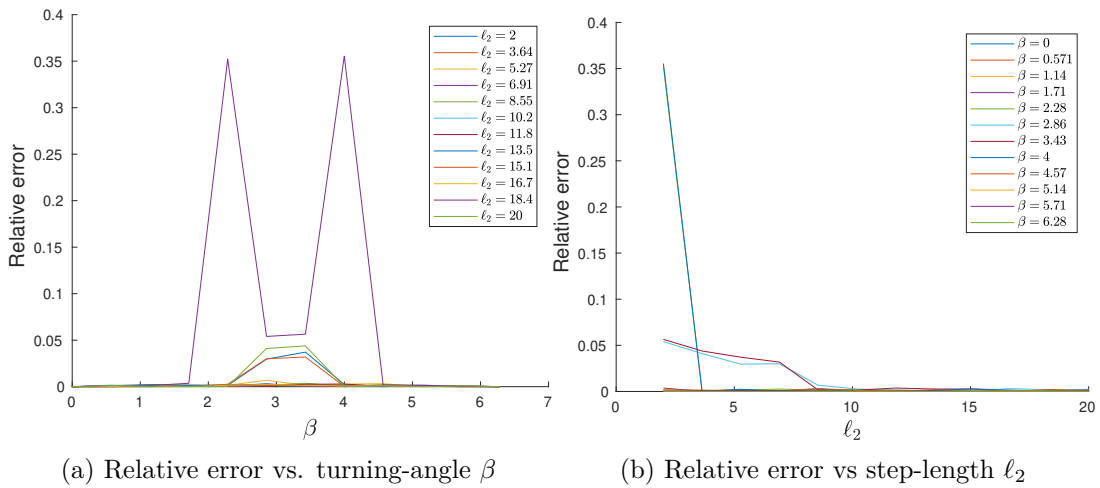 0.4
0.35
0.3
0.25
0.2
0.15
0.1
0.05
0
Relative error
0 1 2 3 4 5 6 7
β
ℓ₂ = 2
ℓ₂ = 3.64
ℓ₂ = 5.27
ℓ₂ = 6.91
ℓ₂ = 8.55
ℓ₂ = 10.2
ℓ₂ = 11.8
ℓ₂ = 13.5
ℓ₂ = 15.1
ℓ₂ = 16.7
ℓ₂ = 18.4
ℓ₂ = 20
(a) Relative error vs. turning-angle β
0.4
0.35
0.3
0.25
0.2
0.15
0.1
0.05
0
Relative error
0 5 10 15 20
ℓ₂
β = 0
β = 0.571
β = 1.14
β = 1.71
β = 2.28
β = 2.86
β = 3.43
β = 4
β = 4.57
β = 5.14
β = 5.71
β = 6.28
(b) Relative error vs step-length ℓ₂